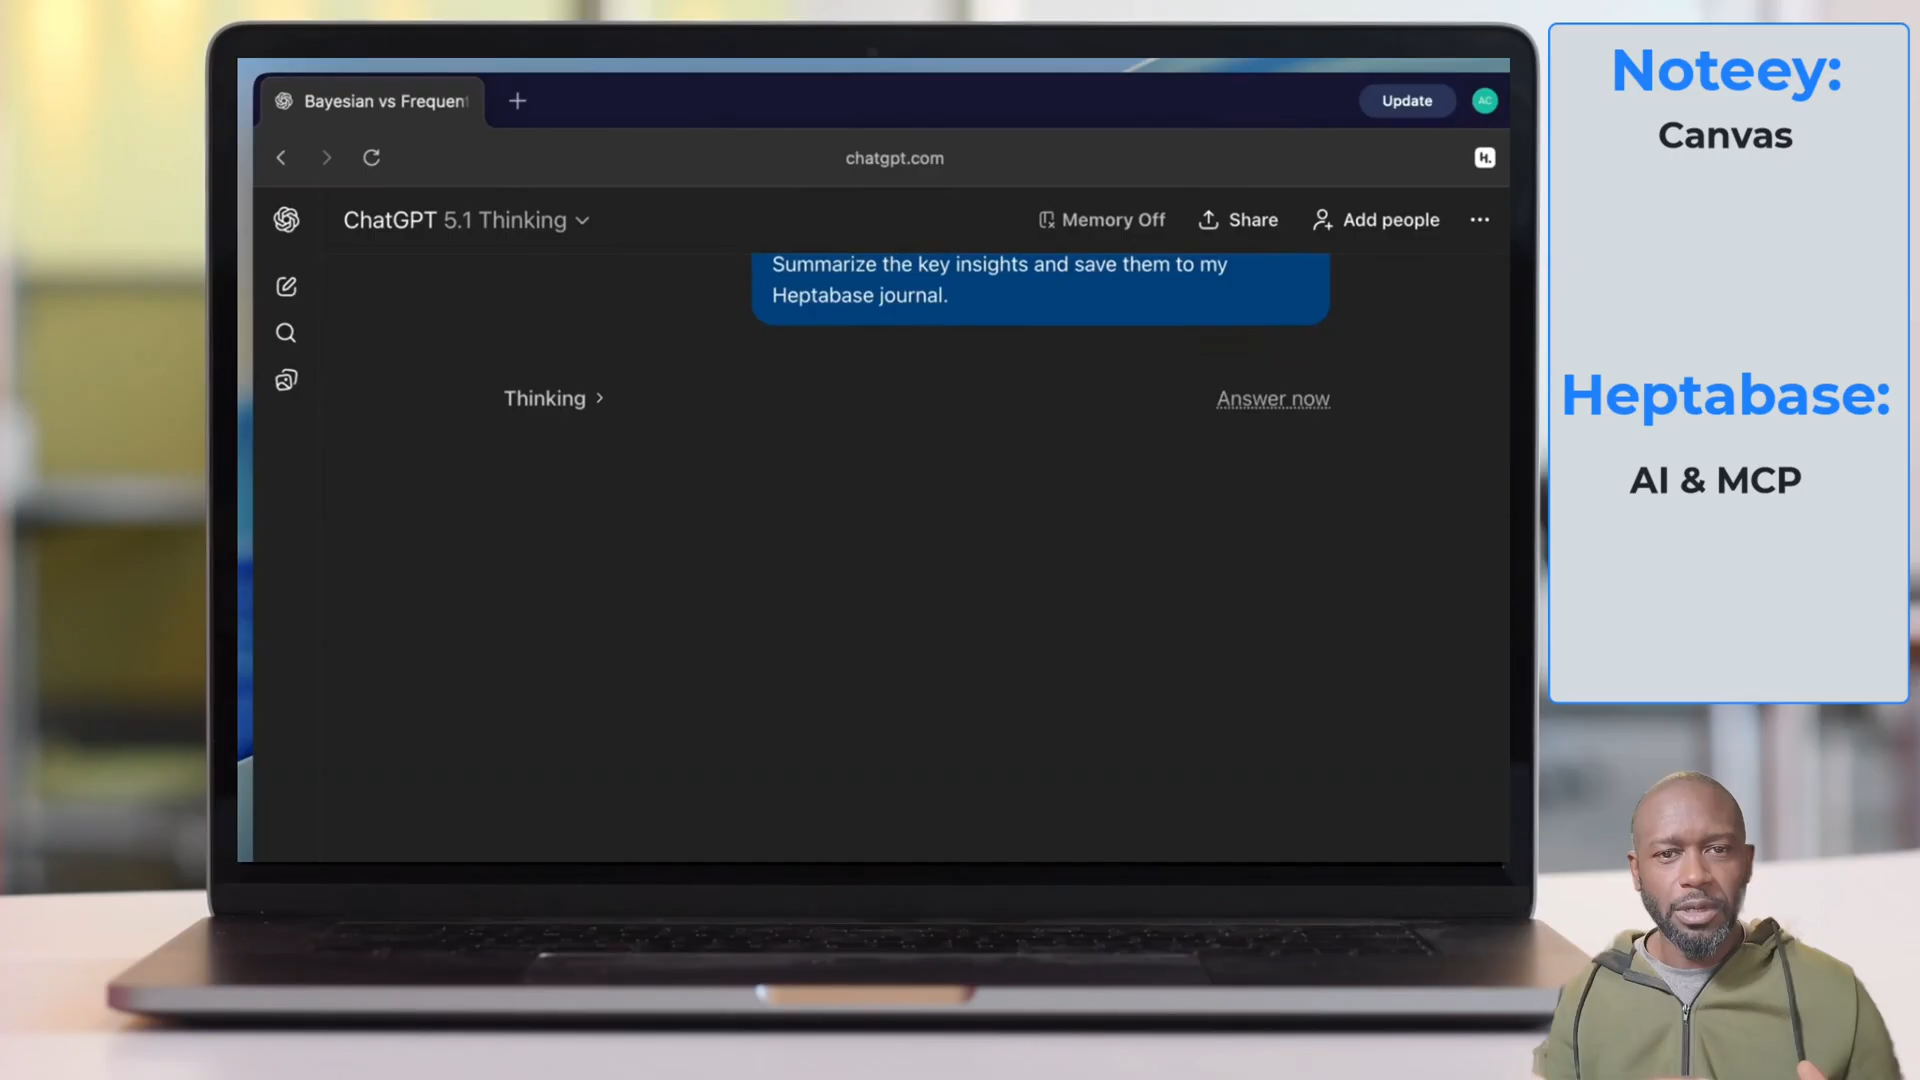 Bayesian vs Frequent
Update
AC
chatgpt.com
H.
ChatGPT 5.1 Thinking
Memory Off
Share
Add people
Summarize the key insights and save them to my
Heptabase journal.
Thinking
Answer now
Noteey:
Canvas
Heptabase:
AI & MCP